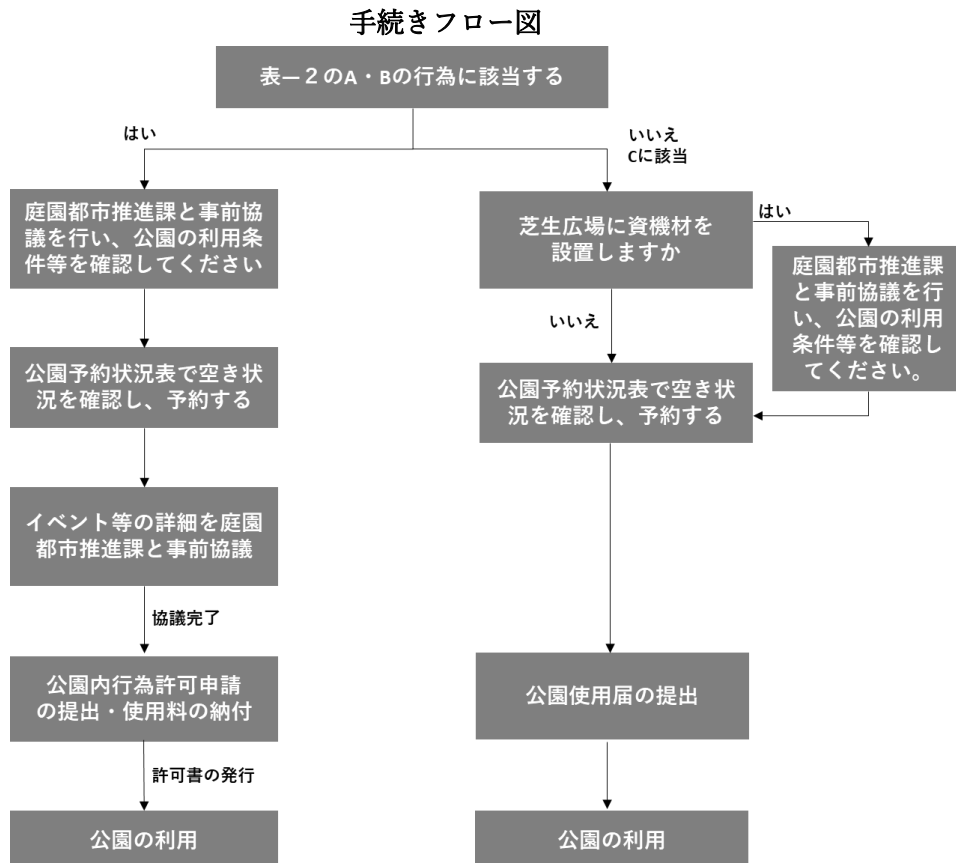 手続きフロー図
表―２のA・Bの行為に該当する
はい
いいえ
Cに該当
庭園都市推進課と事前協
議を行い、公園の利用条
件等を確認してください
芝生広場に資機材を
設置しますか
はい
庭園都市推進課
と事前協議を行
い、公園の利用
条件等を確認し
てください。
いいえ
公園予約状況表で空き状
況を確認し、予約する
公園予約状況表で空き状
況を確認し、予約する
イベント等の詳細を庭園
都市推進課と事前協議
協議完了
公園内行為許可申請
の提出・使用料の納付
公園使用届の提出
許可書の発行
公園の利用
公園の利用